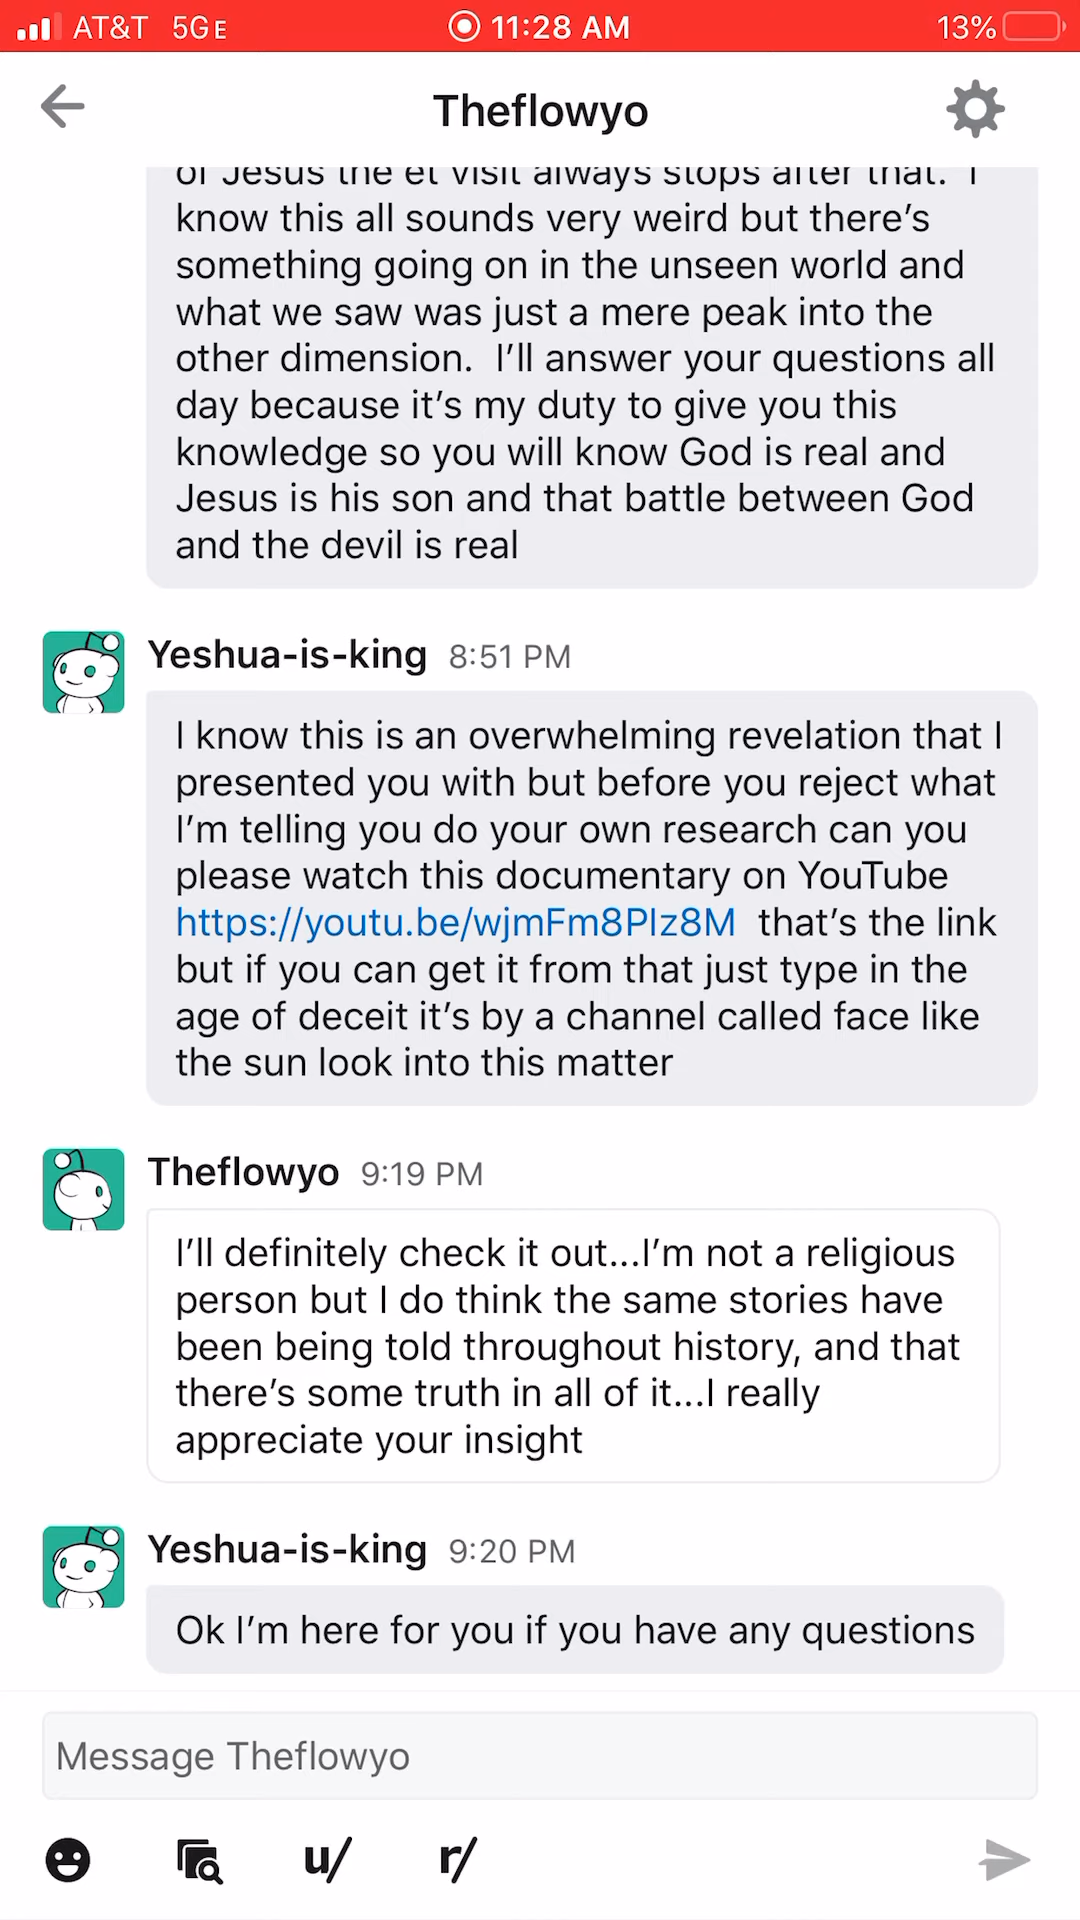 AT&T 5GE 11:28 AM 13%
Theflowyo
of Jesus the et visit always stops after that. I
know this all sounds very weird but there's
something going on in the unseen world and
what we saw was just a mere peak into the
other dimension.  I'll answer your questions all
day because it's my duty to give you this
knowledge so you will know God is real and
Jesus is his son and that battle between God
and the devil is real
Yeshua-is-king 8:51 PM
I know this is an overwhelming revelation that I
presented you with but before you reject what
I'm telling you do your own research can you
please watch this documentary on YouTube
https://youtu.be/wjmFm8PIz8M  that's the link
but if you can get it from that just type in the
age of deceit it's by a channel called face like
the sun look into this matter
Theflowyo 9:19 PM
I'll definitely check it out...I'm not a religious
person but I do think the same stories have
been being told throughout history, and that
there's some truth in all of it...I really
appreciate your insight
Yeshua-is-king 9:20 PM
Ok I'm here for you if you have any questions
Message Theflowyo
u/ r/